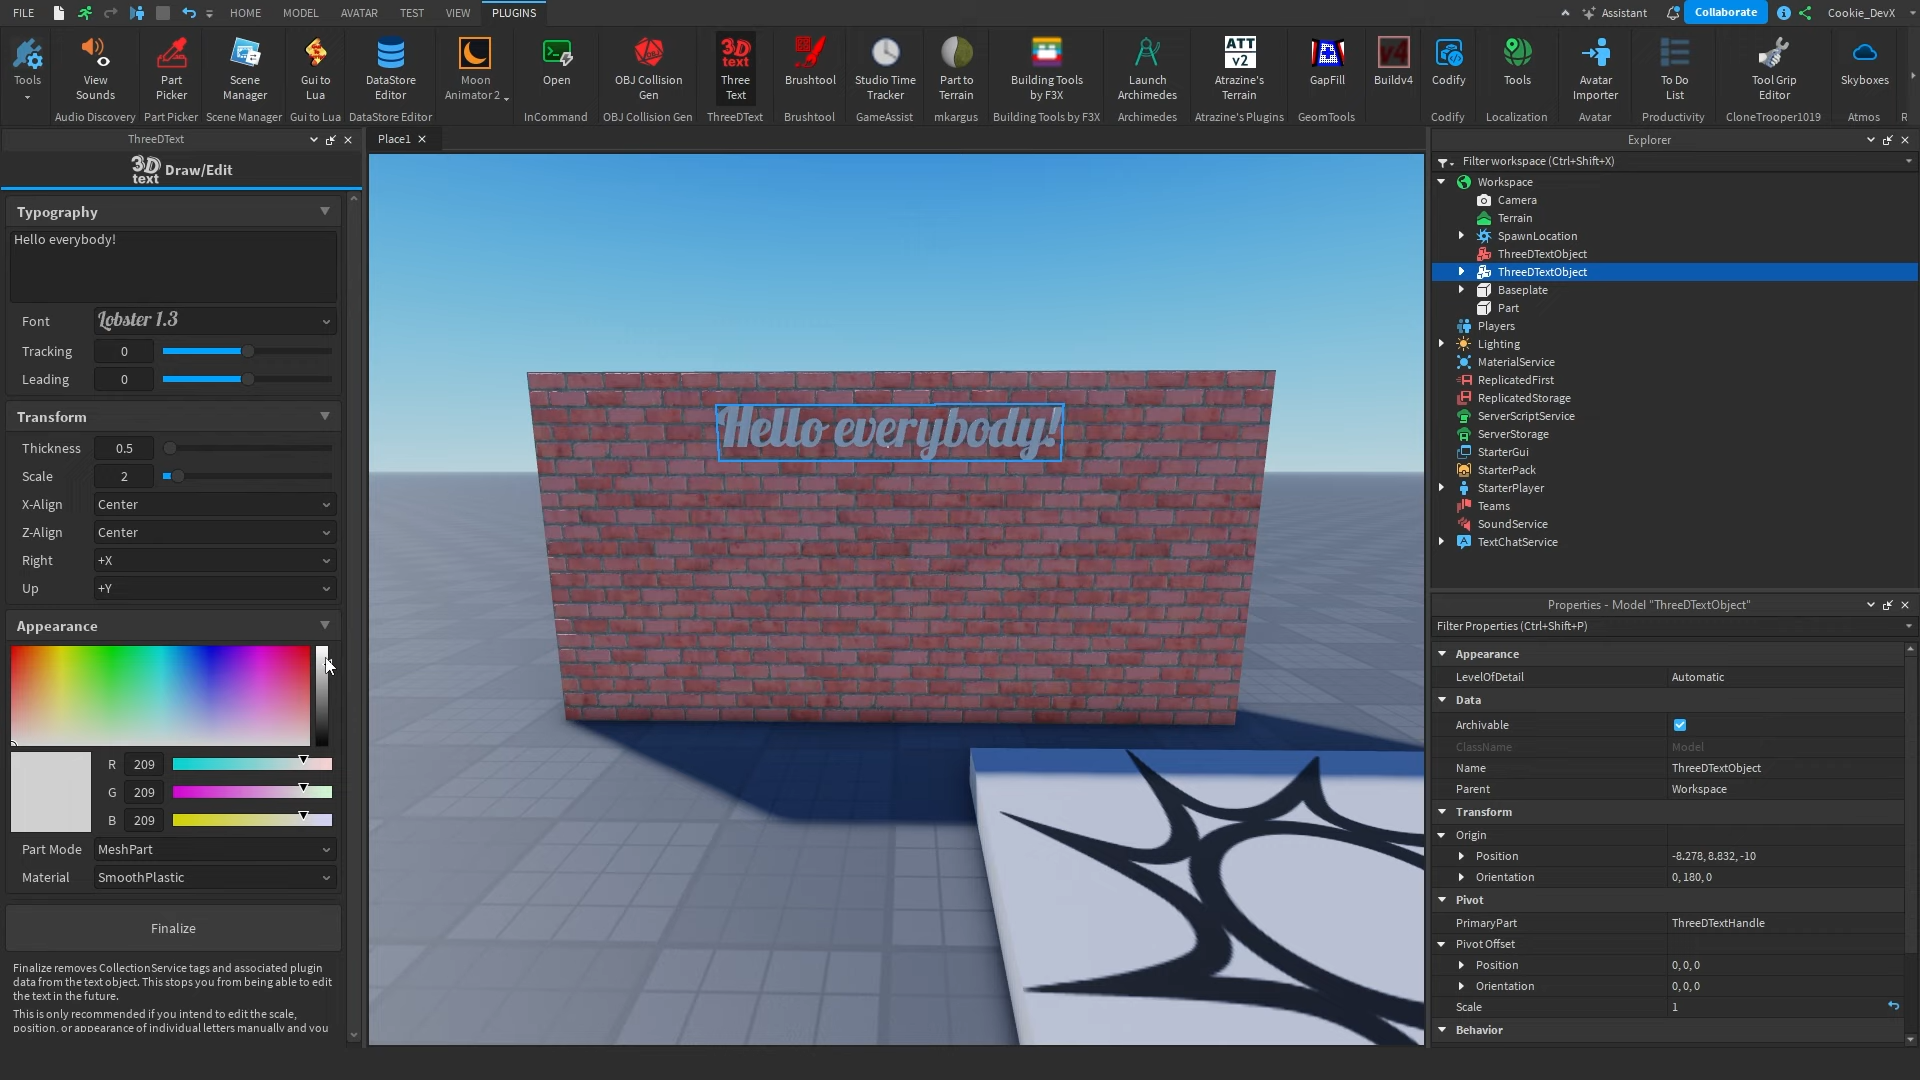 FILE HOME MODEL AVATAR TEST VIEW PLUGINS Assistant Collaborate Cookie_DevX
Tools
View Sounds
Part Picker
Scene Manager
Gui to Lua
DataStore Editor
Moon Animator 2
Open
OBJ Collision Gen
3D text
Three Text
Brushtool
Studio Time Tracker
Part to Terrain
Building Tools by F3X
Launch Archimedes
ATT v2
Atrazine's Terrain
GapFill
v4
Buildv4
Codify
Tools
Avatar Importer
To Do List
Tool Grip Editor
Skyboxes
Audio Discovery Part Picker Scene Manager Gui to Lua DataStore Editor InCommand OBJ Collision Gen ThreeDText Brushtool GameAssist mkargus Building Tools by F3X Archimedes Atrazine's Plugins GeomTools Codify Localization Avatar Productivity CloneTrooper1019 Atmos R
ThreeDText
3D text Draw/Edit
Typography
Hello everybody!
Font Lobster 1.3
Tracking 0
Leading 0
Transform
Thickness 0.5
Scale 2
X-Align Center
Z-Align Center
Right +X
Up +Y
Appearance
R 209
G 209
B 209
Part Mode MeshPart
Material SmoothPlastic
Finalize
Finalize removes CollectionService tags and associated plugin
data from the text object. This stops you from being able to edit
the text in the future.
This is only recommended if you intend to edit the scale,
position, or appearance of individual letters manually and you
Place1
Hello everybody!
Explorer
Filter workspace (Ctrl+Shift+X)
Workspace
Camera
Terrain
SpawnLocation
ThreeDTextObject
ThreeDTextObject
Baseplate
Part
Players
Lighting
MaterialService
ReplicatedFirst
ReplicatedStorage
ServerScriptService
ServerStorage
StarterGui
StarterPack
StarterPlayer
Teams
SoundService
TextChatService
Properties - Model "ThreeDTextObject"
Filter Properties (Ctrl+Shift+P)
Appearance
LevelOfDetail Automatic
Data
Archivable
ClassName Model
Name ThreeDTextObject
Parent Workspace
Transform
Origin
Position -8.278, 8.832, -10
Orientation 0, 180, 0
Pivot
PrimaryPart ThreeDTextHandle
Pivot Offset
Position 0, 0, 0
Orientation 0, 0, 0
Scale 1
Behavior